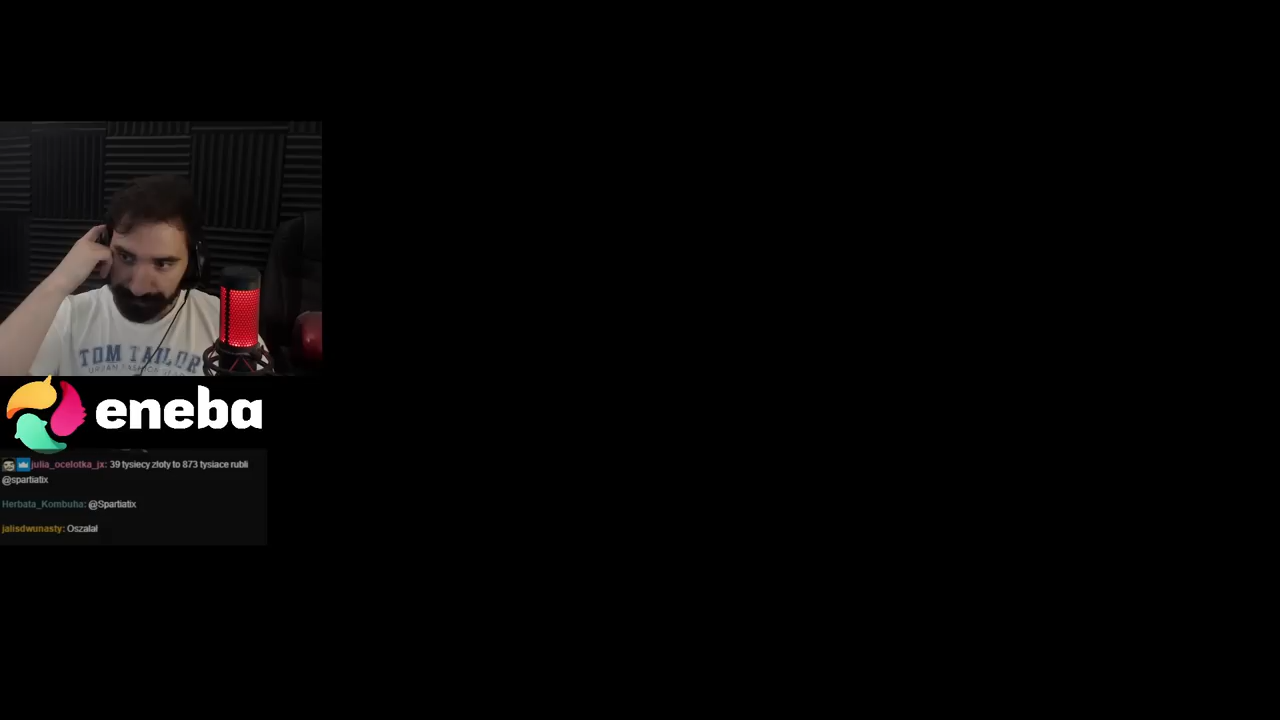 TOM TAILOR
eneba
julia_ocelotka_jx: 39 tysiecy złoty to 873 tysiace rubli
@spartiatix
Herbata_Kombuha: @Spartiatix
jalisdwunasty: Oszalał